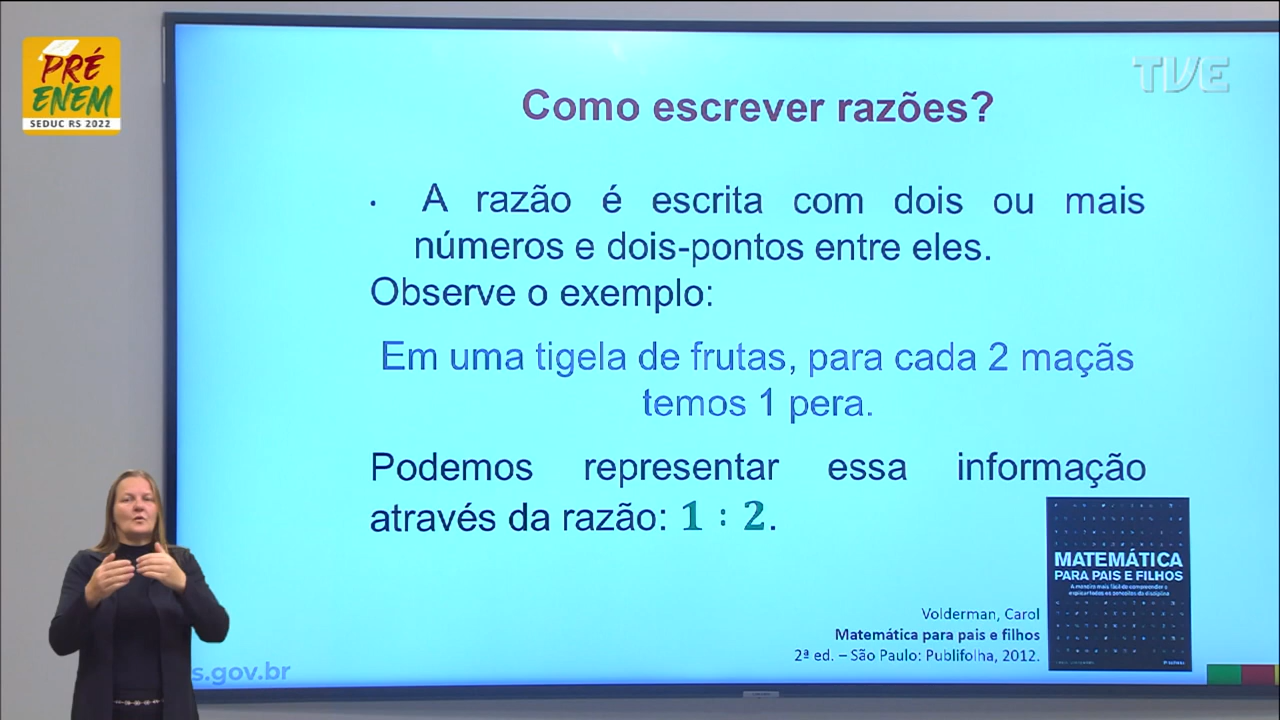 PRÉ
ENEM
SEDUC RS 2022
TVE
Como escrever razões?
· A razão é escrita com dois ou mais
números e dois-pontos entre eles.
Observe o exemplo:
Em uma tigela de frutas, para cada 2 maçãs
temos 1 pera.
Podemos representar essa informação
através da razão: 1 : 2.
MATEMÁTICA
PARA PAIS E FILHOS
A maneira mais fácil de compreender e
explicar todos os conceitos da disciplina
Volderman, Carol
Matemática para pais e filhos
2ª ed. – São Paulo: Publifolha, 2012.
s.gov.br